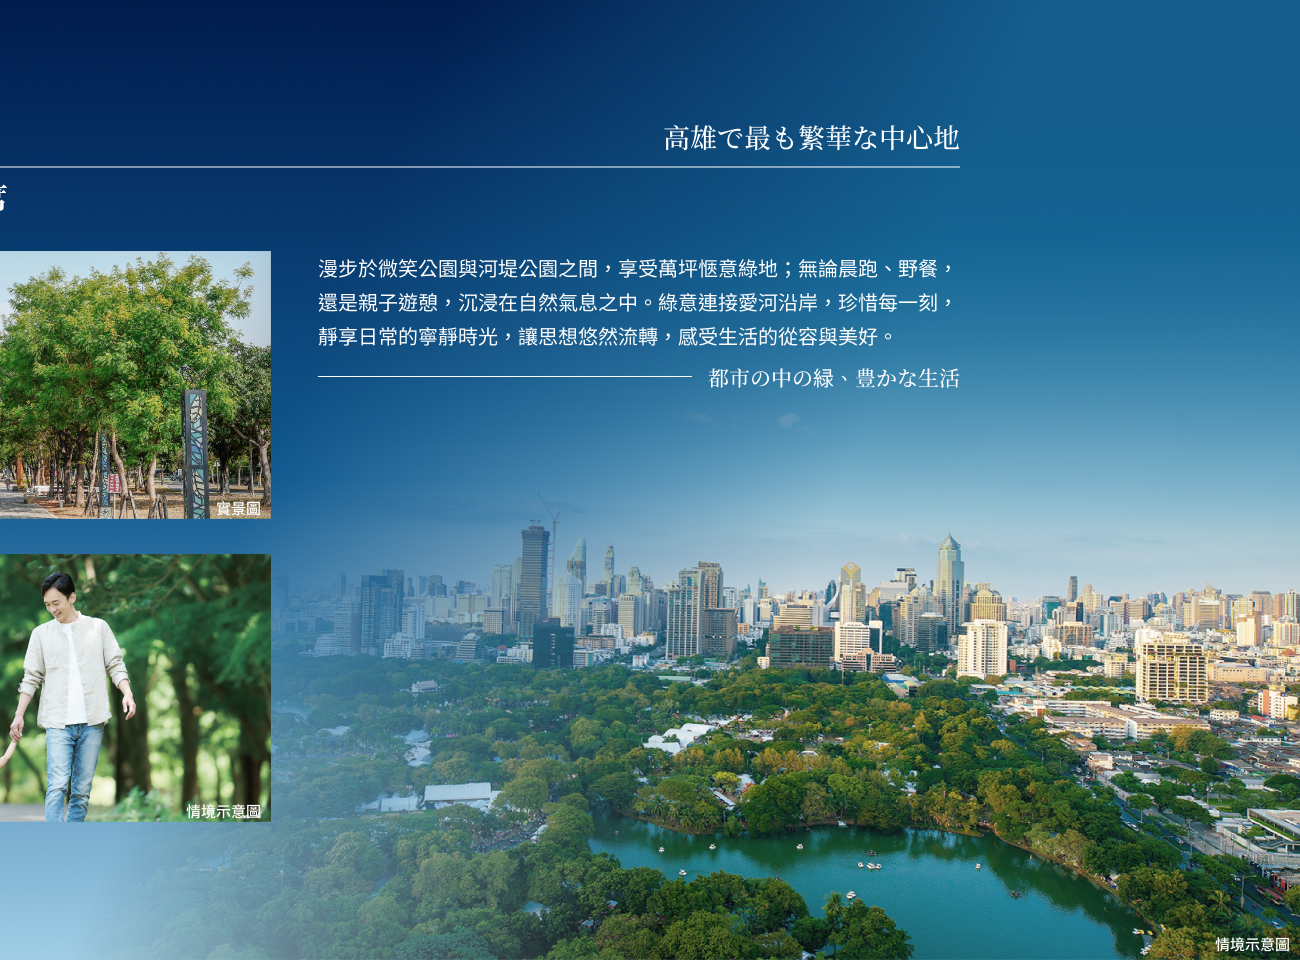 高雄で最も繁華な中心地
漫步於微笑公園與河堤公園之間，享受萬坪愜意綠地；無論晨跑、野餐，
還是親子遊憩，沉浸在自然氣息之中。綠意連接愛河沿岸，珍惜每一刻，
靜享日常的寧靜時光，讓思想悠然流轉，感受生活的從容與美好。
都市の中の緑、豊かな生活
實景圖
情境示意圖
情境示意圖